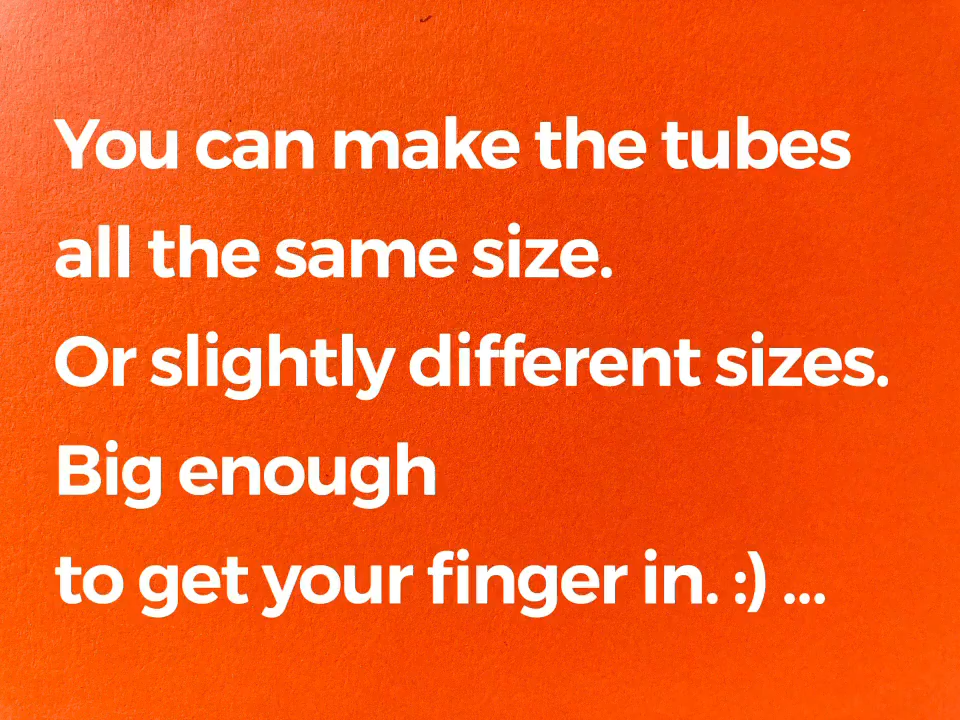 You can make the tubes
all the same size.
Or slightly different sizes.
Big enough
to get your finger in. :) ...